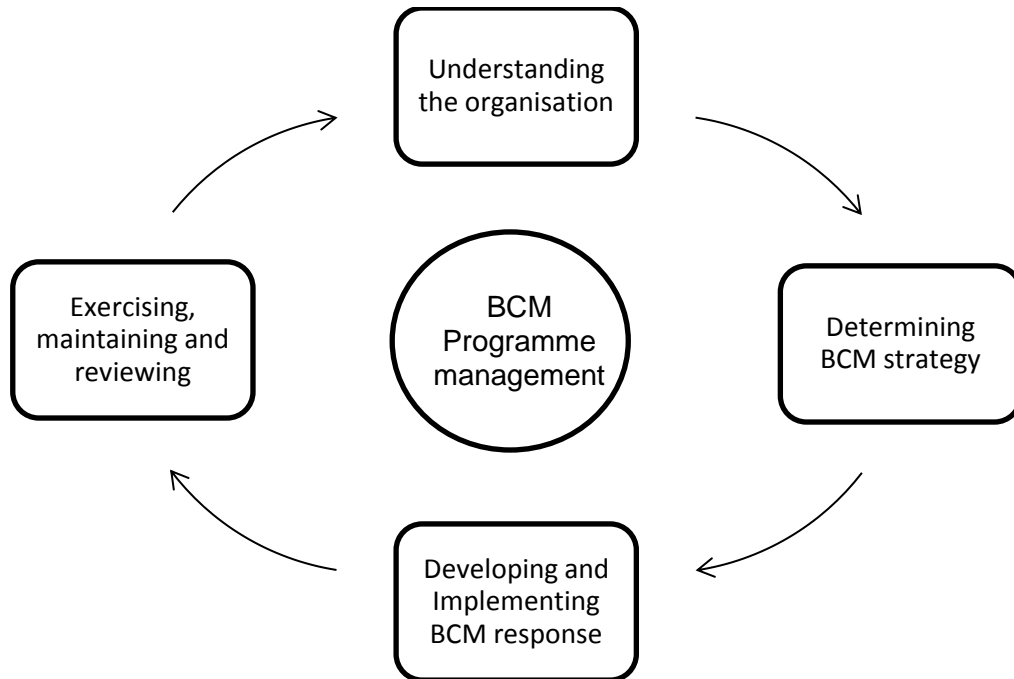 Understanding
the organisation
Exercising,
maintaining and
reviewing
BCM
Programme
management
Determining
BCM strategy
Developing and
Implementing
BCM response